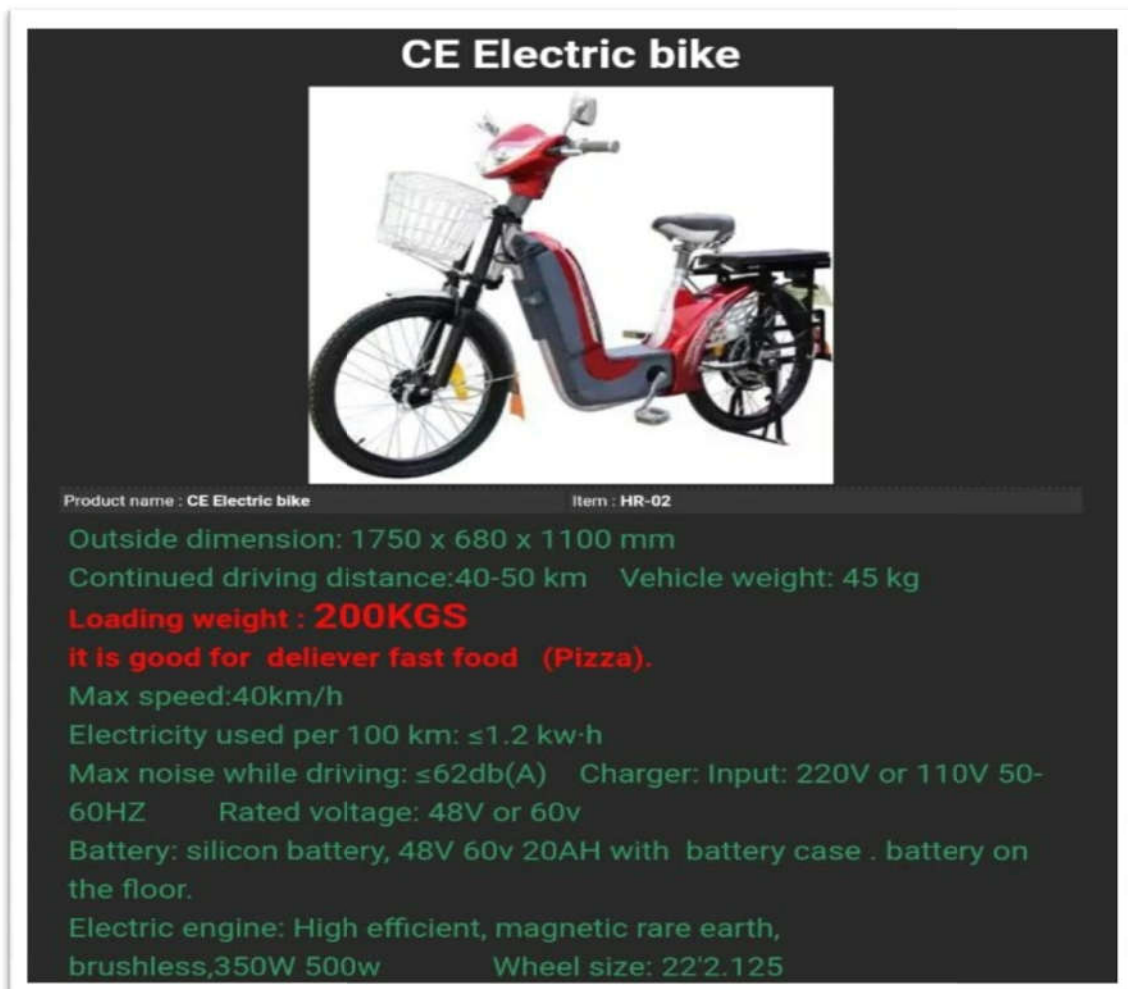 CE Electric bike
Product name : CE Electric bike Item : HR-02
Outside dimension: 1750 x 680 x 1100 mm
Continued driving distance:40-50 km Vehicle weight: 45 kg
Loading weight : 200KGS
it is good for deliever fast food (Pizza).
Max speed:40km/h
Electricity used per 100 km: ≤1.2 kw·h
Max noise while driving: ≤62db(A) Charger: Input: 220V or 110V 50-
60HZ Rated voltage: 48V or 60v
Battery: silicon battery, 48V 60v 20AH with battery case . battery on
the floor.
Electric engine: High efficient, magnetic rare earth,
brushless,350W 500w Wheel size: 22'2.125